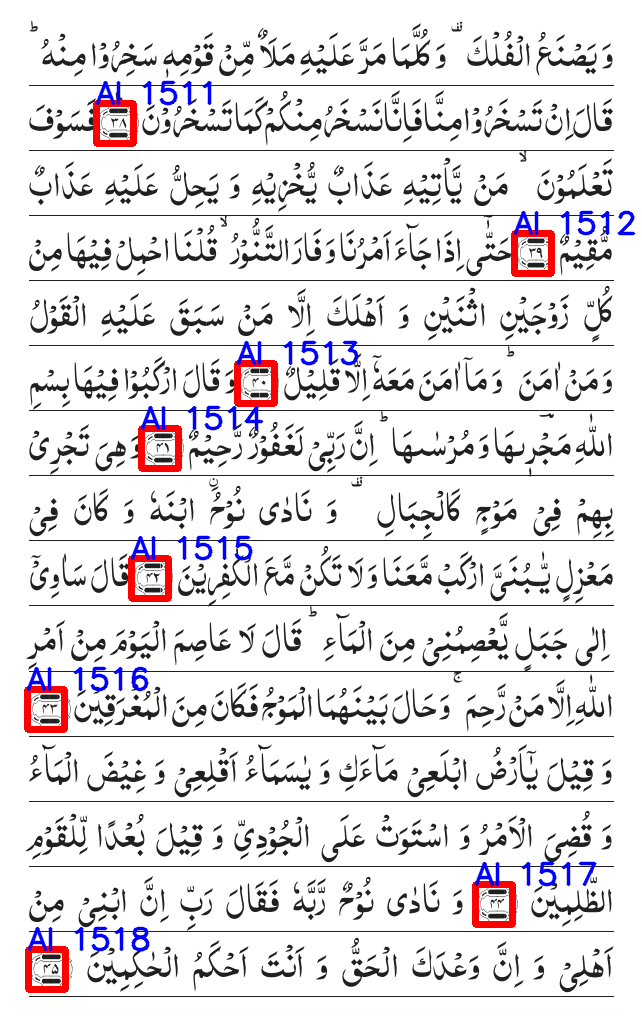 وَ یَصْنَعُ الْفُلْكَ ۫ وَ كُلَّمَا مَرَّ عَلَیْهِ مَلَاٌ مِّنْ قَوْمِهٖ سَخِرُوْا مِنْهُ ؕ
AI 1511
قَالَ اِنْ تَسْخَرُوْا مِنَّا فَاِنَّا نَسْخَرُ مِنْكُمْ كَمَا تَسْخَرُوْنَ ۳۸ فَسَوْفَ
تَعْلَمُوْنَ ۙ مَنْ یَّاْتِیْهِ عَذَابٌ یُّخْزِیْهِ وَ یَحِلُّ عَلَیْهِ عَذَابٌ
AI 1512
مُّقِیْمٌ ۳۹ حَتّٰۤی اِذَا جَآءَ اَمْرُنَا وَ فَارَ التَّنُّوْرُ ۙ قُلْنَا احْمِلْ فِیْهَا مِنْ
كُلٍّ زَوْجَیْنِ اثْنَیْنِ وَ اَهْلَكَ اِلَّا مَنْ سَبَقَ عَلَیْهِ الْقَوْلُ
AI 1513
وَ مَنْ اٰمَنَ ؕ وَ مَاۤ اٰمَنَ مَعَهٗۤ اِلَّا قَلِیْلٌ ۴۰ وَ قَالَ ارْكَبُوْا فِیْهَا بِسْمِ
AI 1514
اللّٰهِ مَجْرٖىهَا وَ مُرْسٰىهَا ؕ اِنَّ رَبِّیْ لَغَفُوْرٌ رَّحِیْمٌ ۴۱ وَ هِیَ تَجْرِیْ
بِهِمْ فِیْ مَوْجٍ كَالْجِبَالِ ۫ وَ نَادٰی نُوْحُ ِ۟ابْنَهٗ وَ كَانَ فِیْ
AI 1515
مَعْزِلٍ یّٰبُنَیَّ ارْكَبْ مَّعَنَا وَ لَا تَكُنْ مَّعَ الْكٰفِرِیْنَ ۴۲ قَالَ سَاٰوِیْۤ
اِلٰی جَبَلٍ یَّعْصِمُنِیْ مِنَ الْمَآءِ ؕ قَالَ لَا عَاصِمَ الْیَوْمَ مِنْ اَمْرِ
AI 1516
اللّٰهِ اِلَّا مَنْ رَّحِمَ ۚ وَ حَالَ بَیْنَهُمَا الْمَوْجُ فَكَانَ مِنَ الْمُغْرَقِیْنَ ۴۳
وَ قِیْلَ یٰۤاَرْضُ ابْلَعِیْ مَآءَكِ وَ یٰسَمَآءُ اَقْلِعِیْ وَ غِیْضَ الْمَآءُ
وَ قُضِیَ الْاَمْرُ وَ اسْتَوَتْ عَلَی الْجُوْدِیِّ وَ قِیْلَ بُعْدًا لِّلْقَوْمِ
AI 1517
الظّٰلِمِیْنَ ۴۴ وَ نَادٰی نُوْحٌ رَّبَّهٗ فَقَالَ رَبِّ اِنَّ ابْنِیْ مِنْ
AI 1518
اَهْلِیْ وَ اِنَّ وَعْدَكَ الْحَقُّ وَ اَنْتَ اَحْكَمُ الْحٰكِمِیْنَ ۴۵